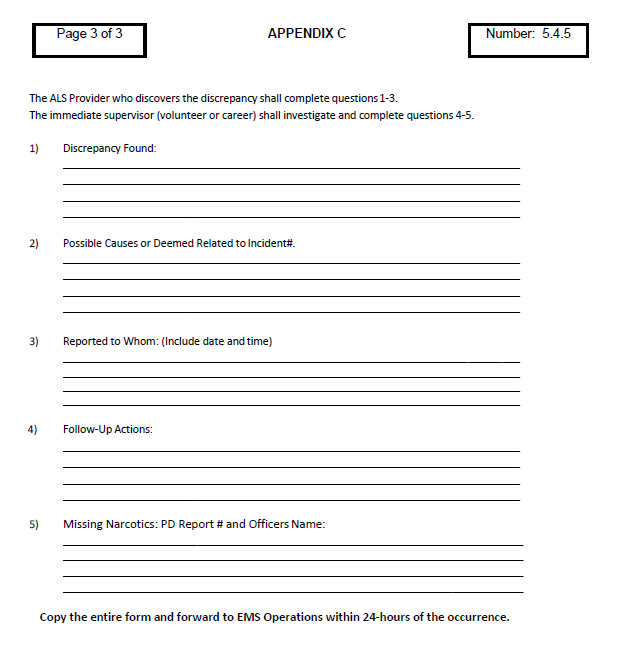 Page 3 of 3
APPENDIX C
Number: 5.4.5
The ALS Provider who discovers the discrepancy shall complete questions 1-3.
The immediate supervisor (volunteer or career) shall investigate and complete questions 4-5.
1) Discrepancy Found:
2) Possible Causes or Deemed Related to Incident#.
3) Reported to Whom: (Include date and time)
4) Follow-Up Actions:
5) Missing Narcotics: PD Report # and Officers Name:
Copy the entire form and forward to EMS Operations within 24-hours of the occurrence.